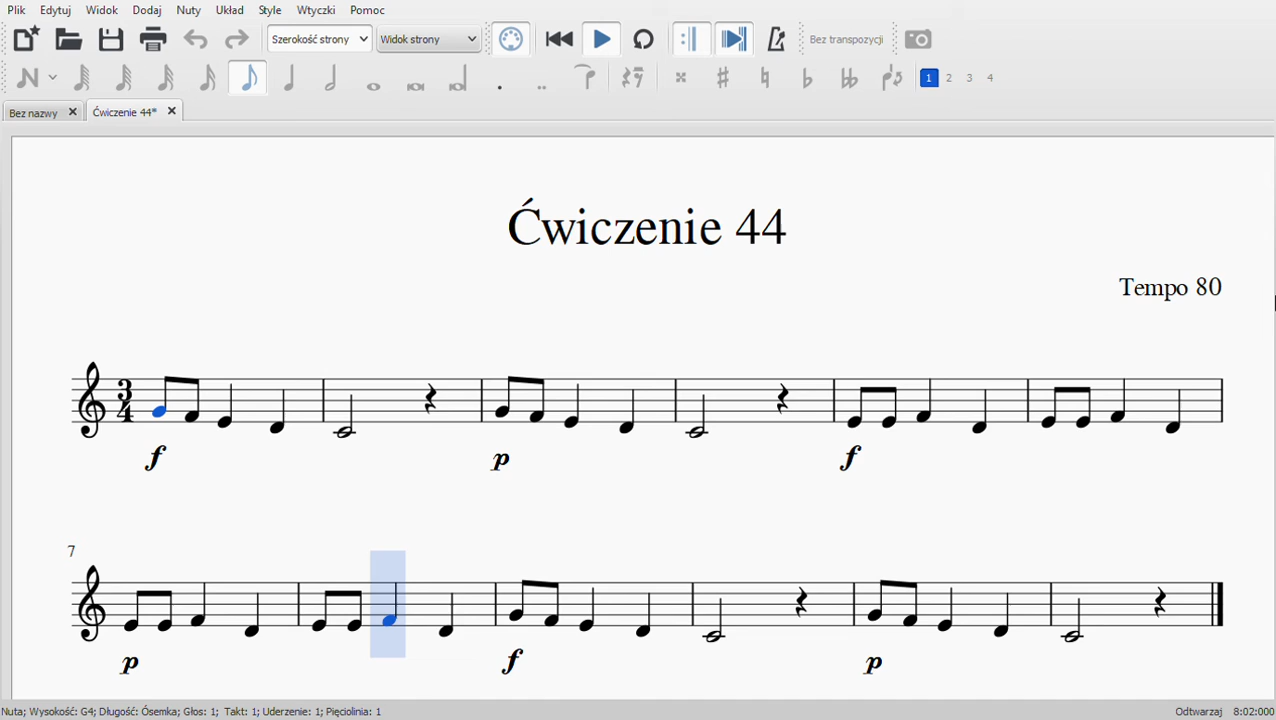 Plik Edytuj Widok Dodaj Nuty Układ Style Wtyczki Pomoc
Szerokość strony Widok strony Bez transpozycji
1 2 3 4
Bez nazwy Ćwiczenie 44*
Ćwiczenie 44
Tempo 80
3
4
f p f
7
p f p
Nuta; Wysokość: G4; Długość: Ósemka; Głos: 1; Takt: 1; Uderzenie: 1; Pięciolinia: 1 Odtwarzaj 8:02:000